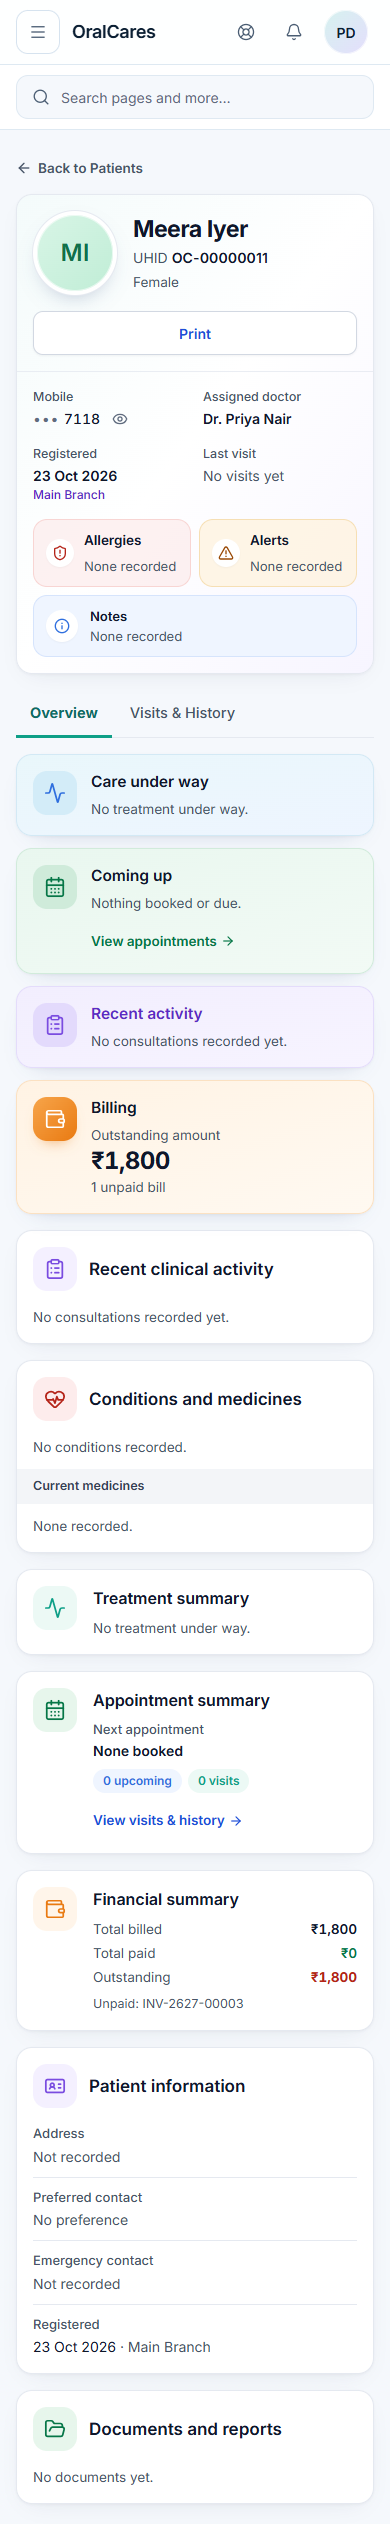 OralCares
PD
Search pages and more...
Back to Patients
MI
Meera Iyer
UHID OC-00000011
Female
Print
Mobile
••• 7118
Assigned doctor
Dr. Priya Nair
Registered
23 Oct 2026
Main Branch
Last visit
No visits yet
Allergies
None recorded
Alerts
None recorded
Notes
None recorded
Overview
Visits & History
Care under way
No treatment under way.
Coming up
Nothing booked or due.
View appointments →
Recent activity
No consultations recorded yet.
Billing
Outstanding amount
₹1,800
1 unpaid bill
Recent clinical activity
No consultations recorded yet.
Conditions and medicines
No conditions recorded.
Current medicines
None recorded.
Treatment summary
No treatment under way.
Appointment summary
Next appointment
None booked
0 upcoming
0 visits
View visits & history →
Financial summary
Total billed ₹1,800
Total paid ₹0
Outstanding ₹1,800
Unpaid: INV-2627-00003
Patient information
Address
Not recorded
Preferred contact
No preference
Emergency contact
Not recorded
Registered
23 Oct 2026 · Main Branch
Documents and reports
No documents yet.